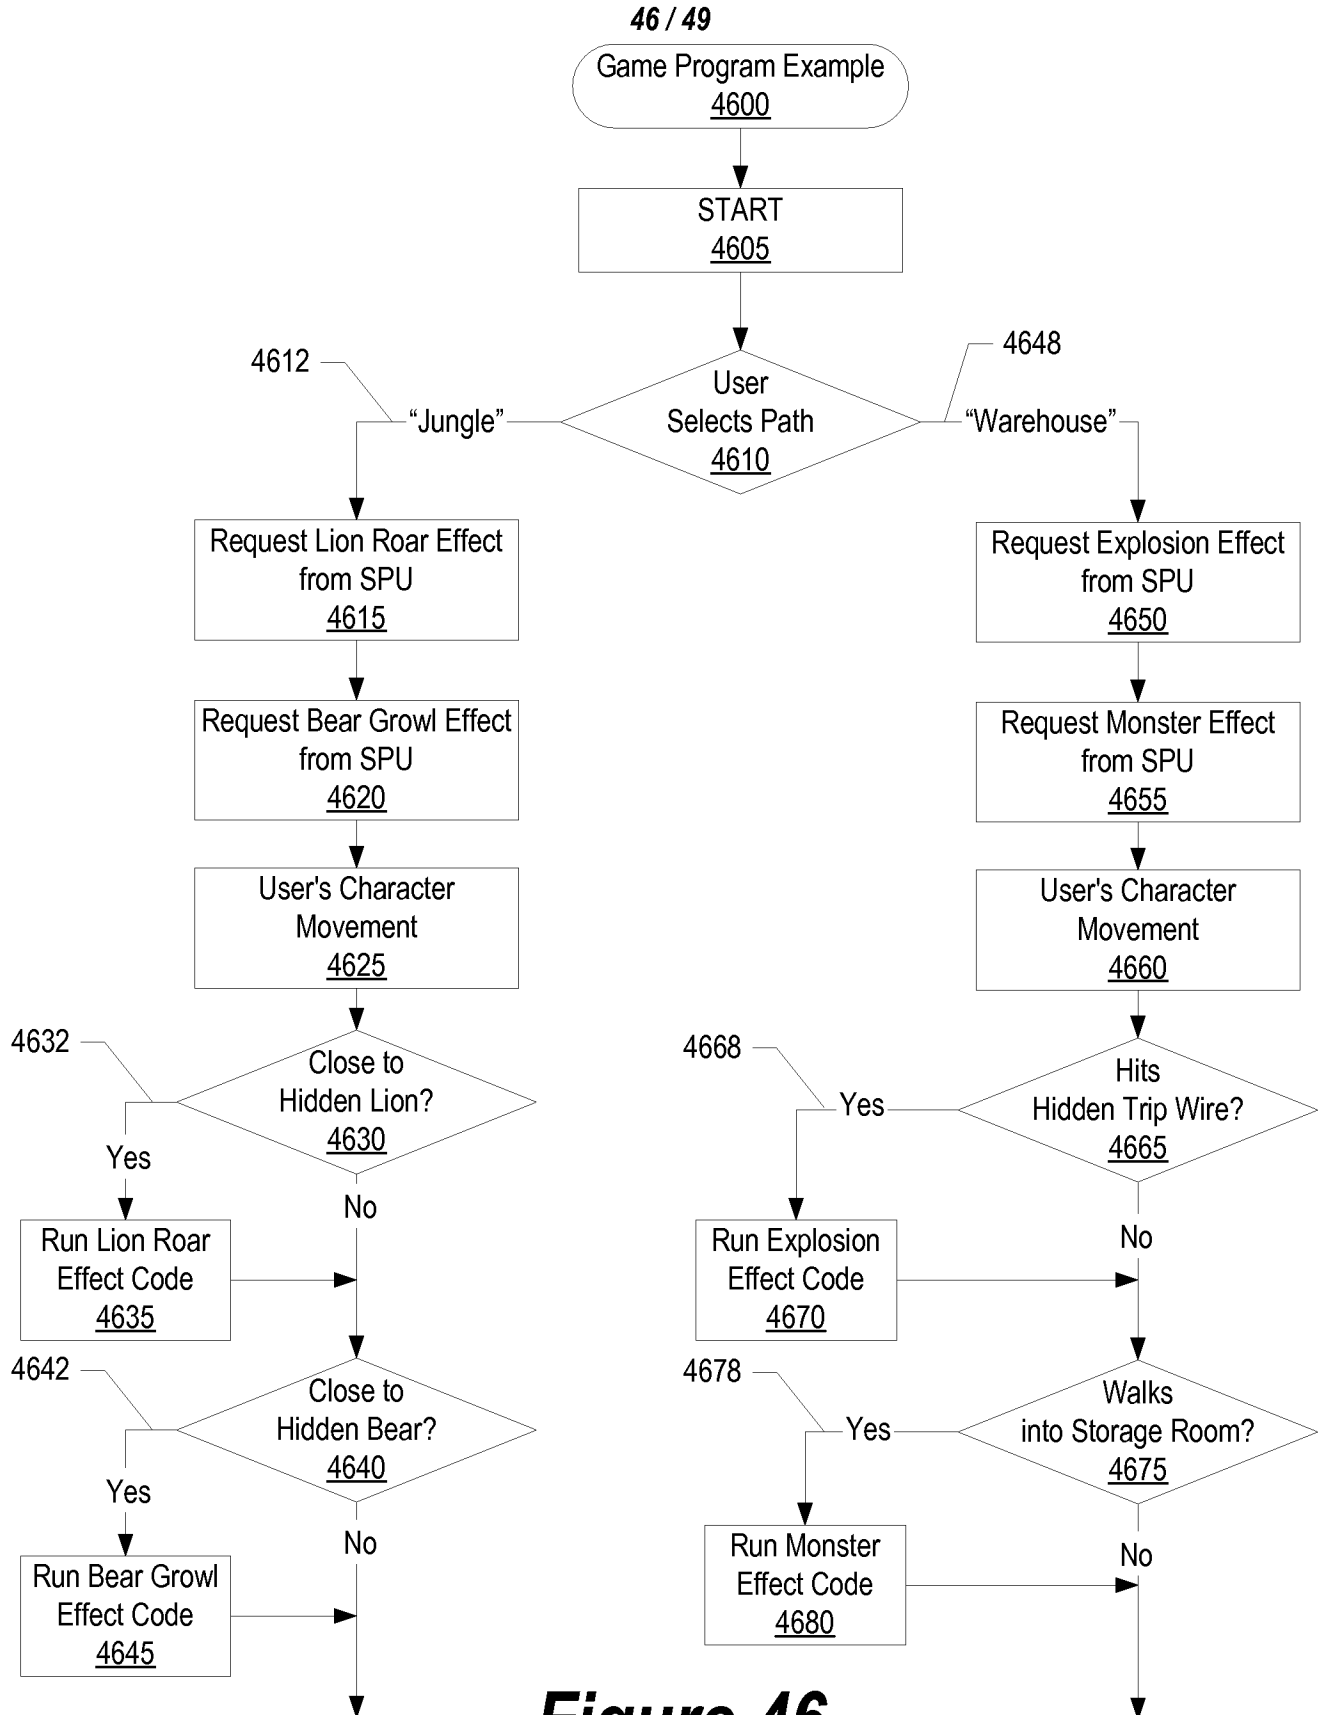 46 / 49
Game Program Example
4600
START
4605
User
Selects Path
4610
4612
"Jungle"
4648
"Warehouse"
Request Lion Roar Effect
from SPU
4615
Request Bear Growl Effect
from SPU
4620
User's Character
Movement
4625
4632
Close to
Hidden Lion?
4630
Yes
No
Run Lion Roar
Effect Code
4635
4642
Close to
Hidden Bear?
4640
Yes
No
Run Bear Growl
Effect Code
4645
Request Explosion Effect
from SPU
4650
Request Monster Effect
from SPU
4655
User's Character
Movement
4660
4668
Yes
Hits
Hidden Trip Wire?
4665
No
Run Explosion
Effect Code
4670
4678
Yes
Walks
into Storage Room?
4675
No
Run Monster
Effect Code
4680
Figure 46